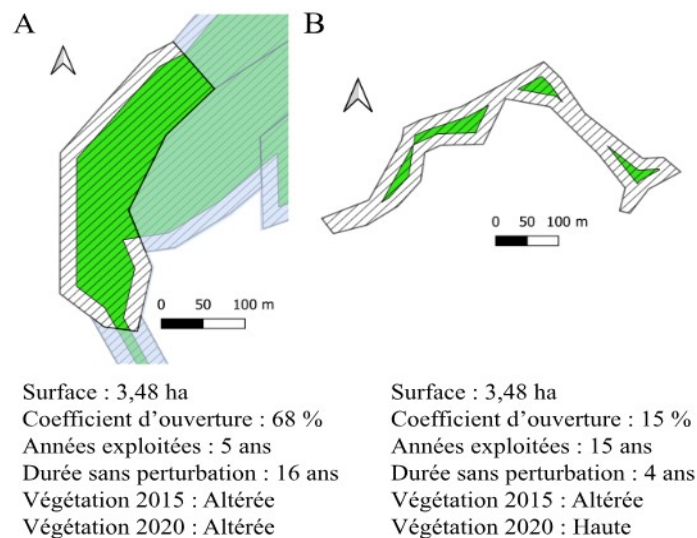 A
B
0 50 100 m
0 50 100 m
Surface : 3,48 ha
Coefficient d’ouverture : 68 %
Années exploitées : 5 ans
Durée sans perturbation : 16 ans
Végétation 2015 : Altérée
Végétation 2020 : Altérée
Surface : 3,48 ha
Coefficient d’ouverture : 15 %
Années exploitées : 15 ans
Durée sans perturbation : 4 ans
Végétation 2015 : Altérée
Végétation 2020 : Haute